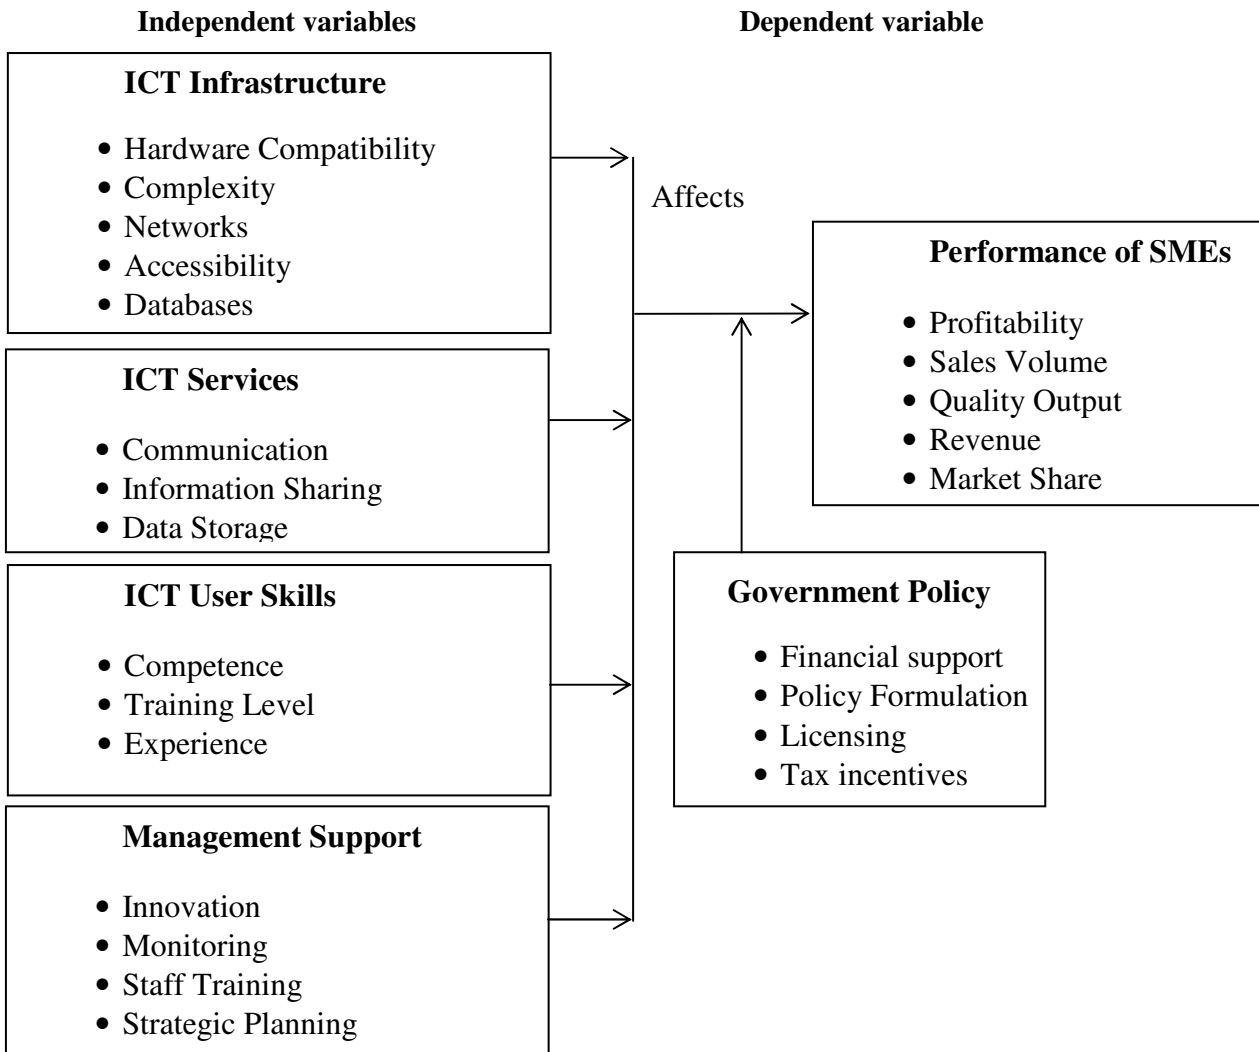 Independent variables
Dependent variable
ICT Infrastructure
• Hardware Compatibility
• Complexity
• Networks
• Accessibility
• Databases
ICT Services
• Communication
• Information Sharing
• Data Storage
ICT User Skills
• Competence
• Training Level
• Experience
Management Support
• Innovation
• Monitoring
• Staff Training
• Strategic Planning
Affects
Performance of SMEs
• Profitability
• Sales Volume
• Quality Output
• Revenue
• Market Share
Government Policy
• Financial support
• Policy Formulation
• Licensing
• Tax incentives